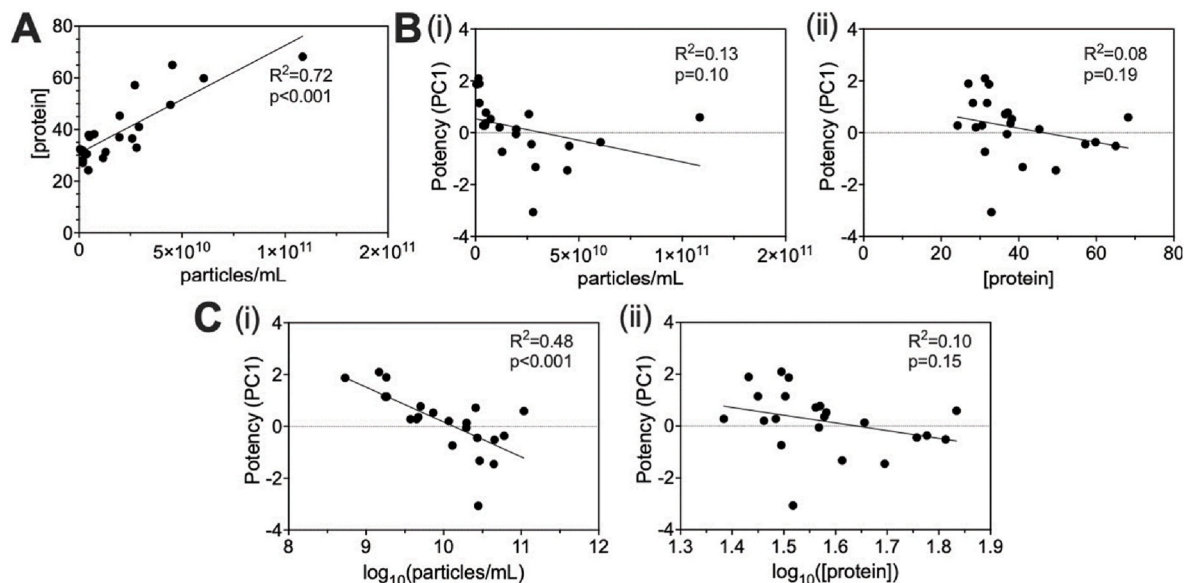 A
80
60
40
20
0
[protein]
R²=0.72
p<0.001
5×10¹⁰
1×10¹¹
2×10¹¹
particles/mL
B (i)
4
2
0
-2
-4
Potency (PC1)
R²=0.13
p=0.10
0
5×10¹⁰
1×10¹¹
2×10¹¹
particles/mL
(ii)
4
2
0
-2
-4
Potency (PC1)
R²=0.08
p=0.19
0 20 40 60 80
[protein]
C (i)
4
2
0
-2
-4
Potency (PC1)
R²=0.48
p<0.001
8 9 10 11 12
log₁₀(particles/mL)
(ii)
4
2
0
-2
-4
Potency (PC1)
R²=0.10
p=0.15
1.3 1.4 1.5 1.6 1.7 1.8 1.9
log₁₀([protein])